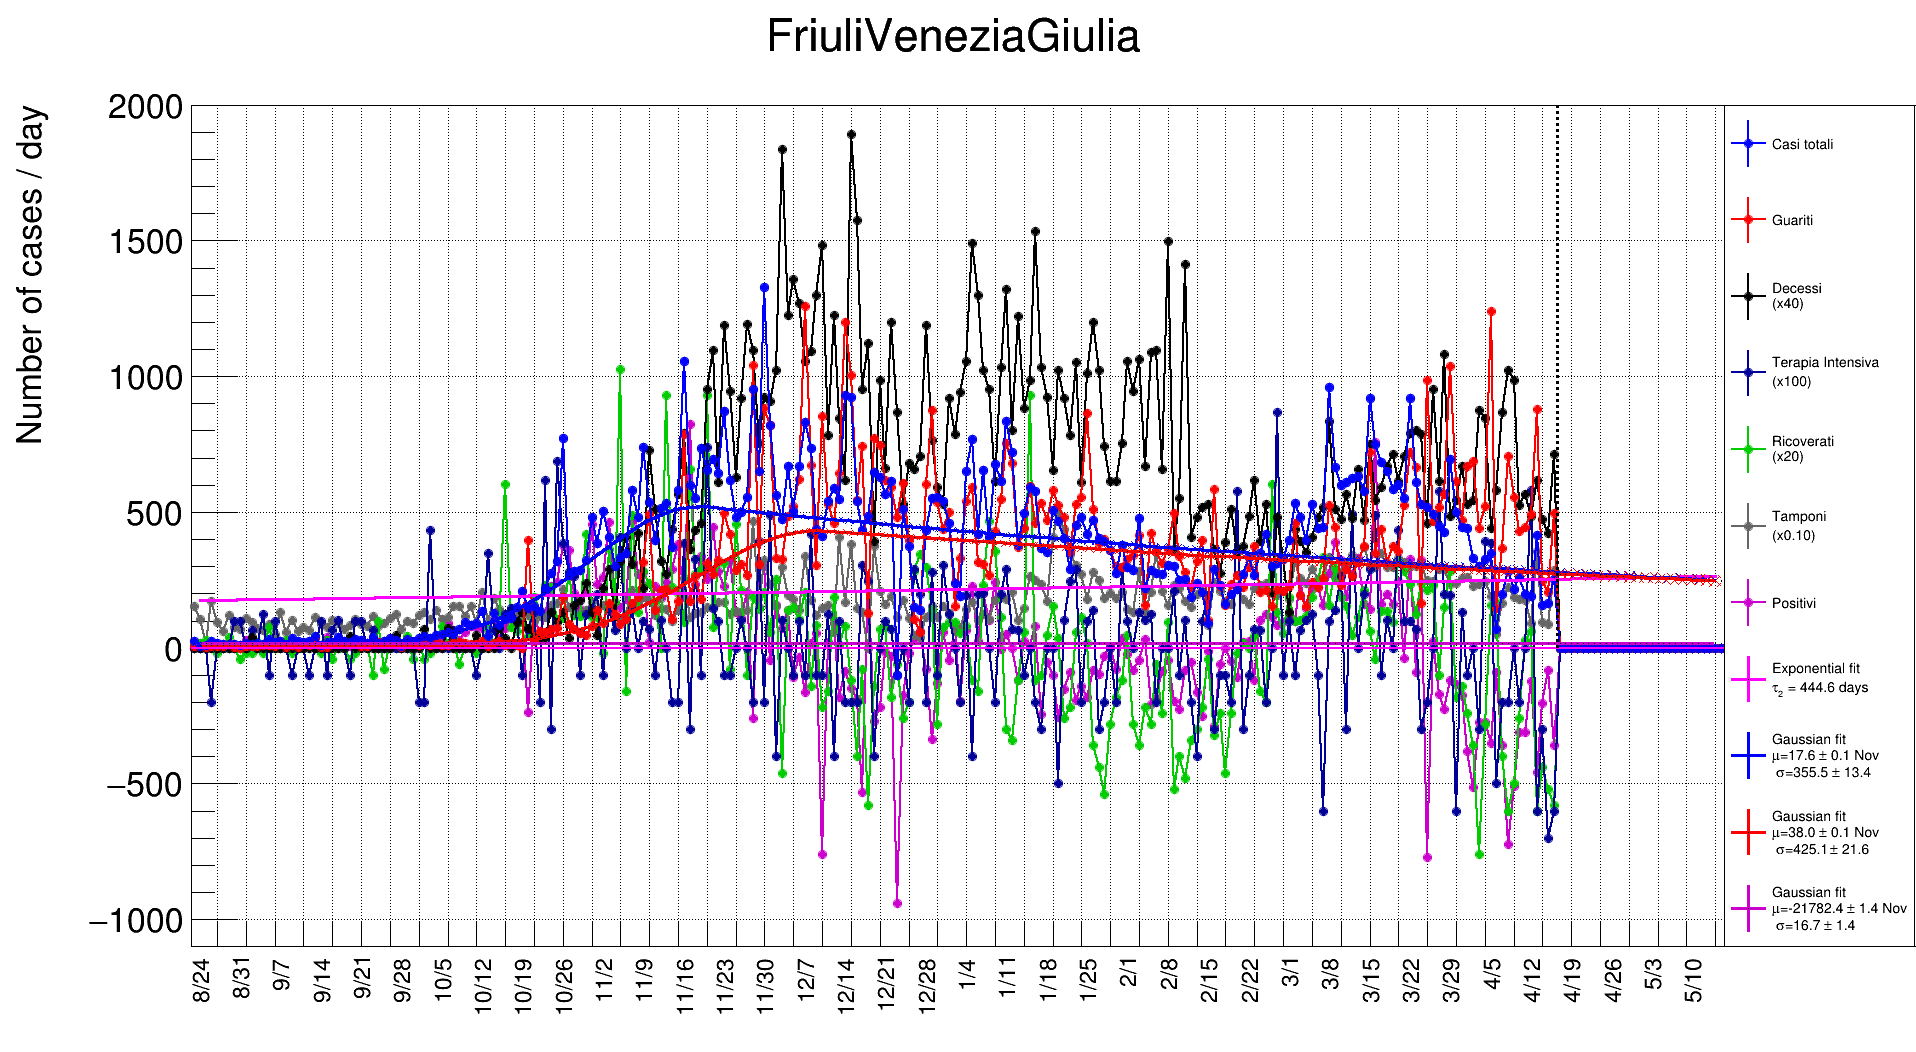 FriuliVeneziaGiulia
Number of cases / day
2000
1500
1000
500
0
−500
−1000
8/24
8/31
9/7
9/14
9/21
9/28
10/5
10/12
10/19
10/26
11/2
11/9
11/16
11/23
11/30
12/7
12/14
12/21
12/28
1/4
1/11
1/18
1/25
2/1
2/8
2/15
2/22
3/1
3/8
3/15
3/22
3/29
4/5
4/12
4/19
4/26
5/3
5/10
Casi totali
Guariti
Decessi
(x40)
Terapia Intensiva
(x100)
Ricoverati
(x20)
Tamponi
(x0.10)
Positivi
Exponential fit
τ₂ = 444.6 days
Gaussian fit
μ=17.6 ± 0.1 Nov
σ=355.5 ± 13.4
Gaussian fit
μ=38.0 ± 0.1 Nov
σ=425.1 ± 21.6
Gaussian fit
μ=-21782.4 ± 1.4 Nov
σ=16.7 ± 1.4